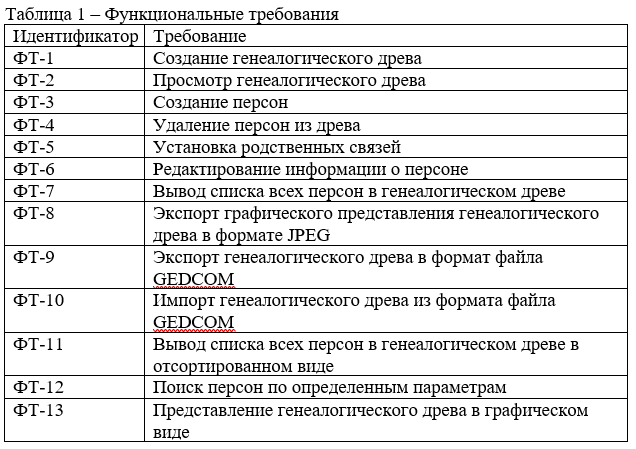 Таблица 1 – Функциональные требования
Идентификатор Требование
ФТ-1 Создание генеалогического древа
ФТ-2 Просмотр генеалогического древа
ФТ-3 Создание персон
ФТ-4 Удаление персон из древа
ФТ-5 Установка родственных связей
ФТ-6 Редактирование информации о персоне
ФТ-7 Вывод списка всех персон в генеалогическом древе
ФТ-8 Экспорт графического представления генеалогического
древа в формате JPEG
ФТ-9 Экспорт генеалогического древа в формат файла
GEDCOM
ФТ-10 Импорт генеалогического древа из формата файла
GEDCOM
ФТ-11 Вывод списка всех персон в генеалогическом древе в
отсортированном виде
ФТ-12 Поиск персон по определенным параметрам
ФТ-13 Представление генеалогического древа в графическом
виде